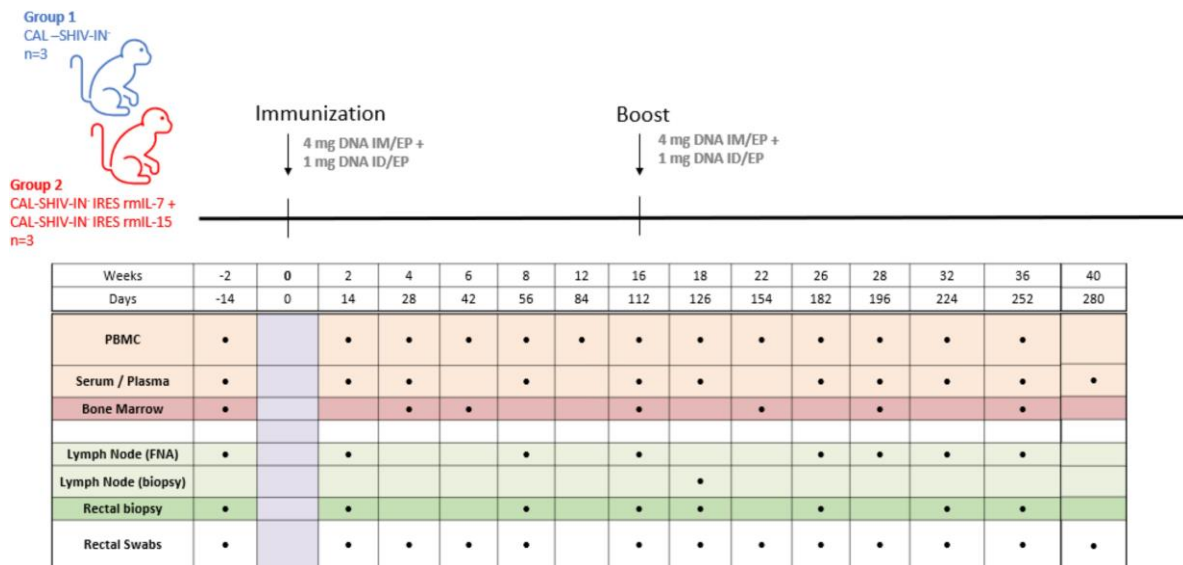 Group 1
CAL –SHIV-IN-
n=3
Group 2
CAL-SHIV-IN- IRES rmIL-7 +
CAL-SHIV-IN- IRES rmIL-15
n=3
Immunization
4 mg DNA IM/EP +
1 mg DNA ID/EP
Boost
4 mg DNA IM/EP +
1 mg DNA ID/EP
Weeks -2 0 2 4 6 8 12 16 18 22 26 28 32 36 40
Days -14 0 14 28 42 56 84 112 126 154 182 196 224 252 280
PBMC • • • • • • • • • • • • •
Serum / Plasma • • • • • • • • • • •
Bone Marrow • • • • • • •
Lymph Node (FNA) • • • • • • • •
Lymph Node (biopsy) •
Rectal biopsy • • • • • • • •
Rectal Swabs • • • • • • • • • • • • •